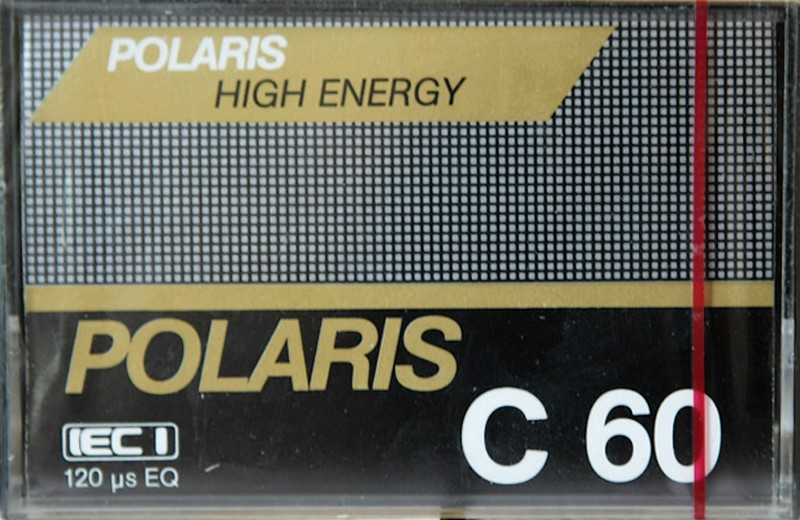 POLARIS
HIGH ENERGY
POLARIS
C 60
IEC I
120 µs EQ